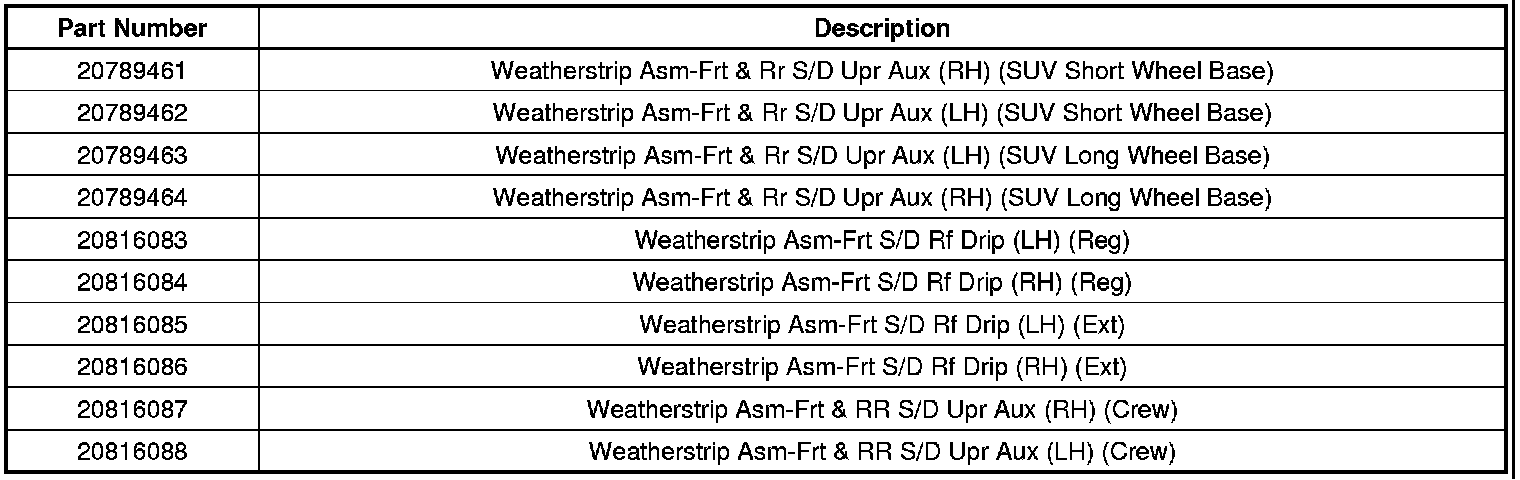 Part Number Description
20789461 Weatherstrip Asm-Frt & Rr S/D Upr Aux (RH) (SUV Short Wheel Base)
20789462 Weatherstrip Asm-Frt & Rr S/D Upr Aux (LH) (SUV Short Wheel Base)
20789463 Weatherstrip Asm-Frt & Rr S/D Upr Aux (LH) (SUV Long Wheel Base)
20789464 Weatherstrip Asm-Frt & Rr S/D Upr Aux (RH) (SUV Long Wheel Base)
20816083 Weatherstrip Asm-Frt S/D Rf Drip (LH) (Reg)
20816084 Weatherstrip Asm-Frt S/D Rf Drip (RH) (Reg)
20816085 Weatherstrip Asm-Frt S/D Rf Drip (LH) (Ext)
20816086 Weatherstrip Asm-Frt S/D Rf Drip (RH) (Ext)
20816087 Weatherstrip Asm-Frt & RR S/D Upr Aux (RH) (Crew)
20816088 Weatherstrip Asm-Frt & RR S/D Upr Aux (LH) (Crew)